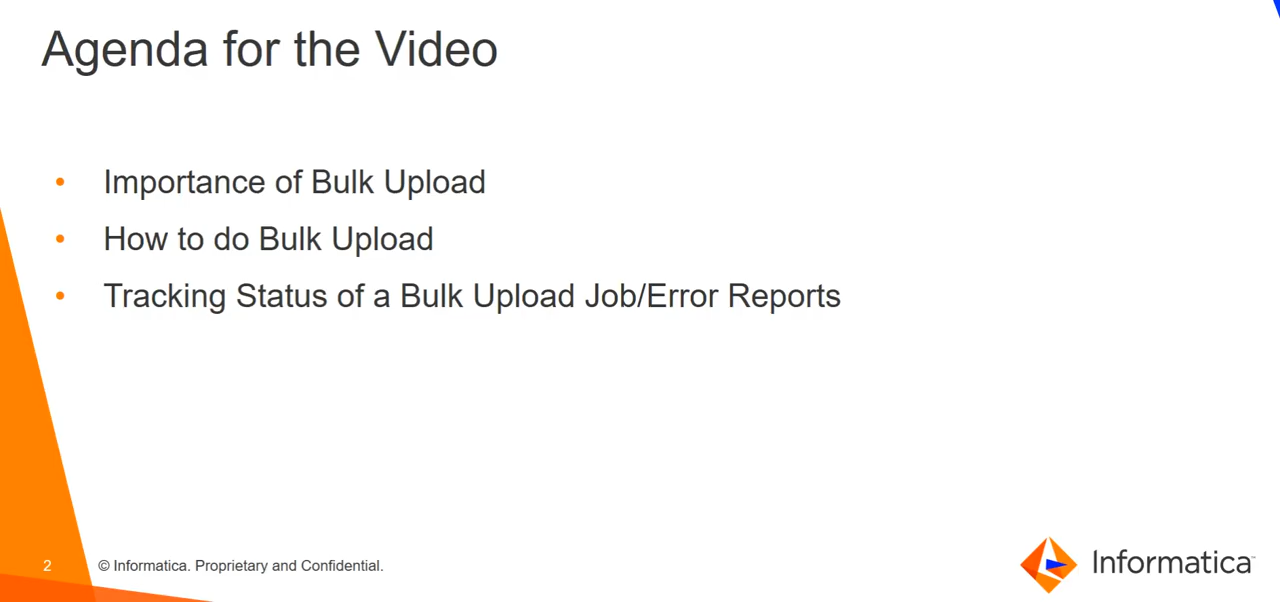 Agenda for the Video
• Importance of Bulk Upload
• How to do Bulk Upload
• Tracking Status of a Bulk Upload Job/Error Reports
2 © Informatica. Proprietary and Confidential.
Informatica™